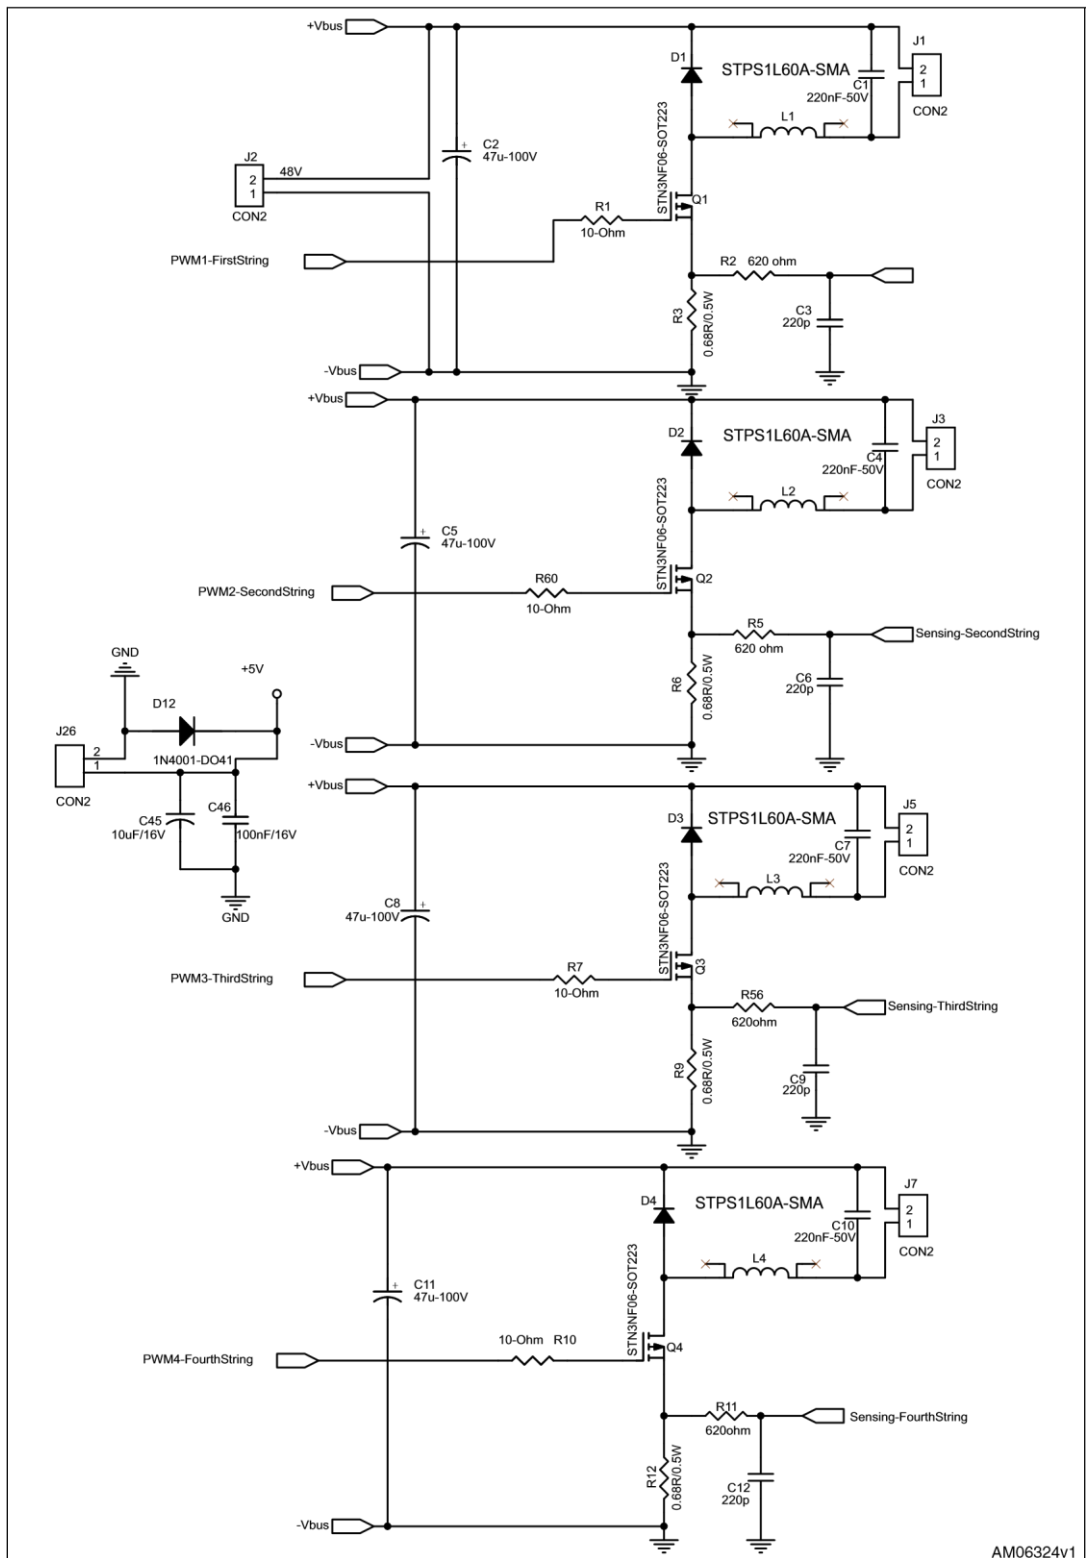 +Vbus
J1
D1
STPS1L60A-SMA
2
1
C1
220nF-50V
CON2
L1
+
C2
47u-100V
J2
48V
2
1
CON2
STN3NF06-SOT223
Q1
R1
10-Ohm
PWM1-FirstString
R2 620 ohm
R3
0.68R/0.5W
C3
220p
-Vbus
+Vbus
J3
D2
STPS1L60A-SMA
2
1
C4
220nF-50V
CON2
L2
+
C5
47u-100V
STN3NF06-SOT223
Q2
R60
10-Ohm
PWM2-SecondString
R5
620 ohm
Sensing-SecondString
R6
0.68R/0.5W
C6
220p
-Vbus
GND
+5V
D12
J26
2
1
1N4001-DO41
CON2
C45
10uF/16V
C46
100nF/16V
GND
+Vbus
J5
D3
STPS1L60A-SMA
2
1
C7
220nF-50V
CON2
L3
+
C8
47u-100V
STN3NF06-SOT223
Q3
R7
10-Ohm
PWM3-ThirdString
R56
620ohm
Sensing-ThirdString
R9
0.68R/0.5W
C9
220p
-Vbus
+Vbus
J7
D4
STPS1L60A-SMA
2
1
C10
220nF-50V
CON2
L4
+
C11
47u-100V
STN3NF06-SOT223
Q4
10-Ohm R10
PWM4-FourthString
R11
620ohm
Sensing-FourthString
R12
0.68R/0.5W
C12
220p
-Vbus
AM06324v1